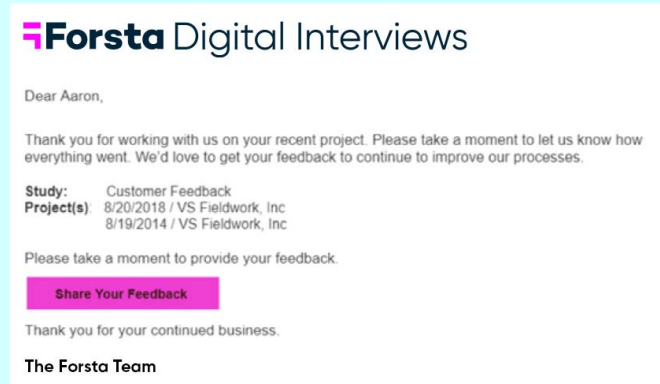 Forsta Digital Interviews
Dear Aaron,
Thank you for working with us on your recent project. Please take a moment to let us know how
everything went. We'd love to get your feedback to continue to improve our processes.
Study: Customer Feedback
Project(s): 8/20/2018 / VS Fieldwork, Inc
8/19/2014 / VS Fieldwork, Inc
Please take a moment to provide your feedback.
Share Your Feedback
Thank you for your continued business.
The Forsta Team